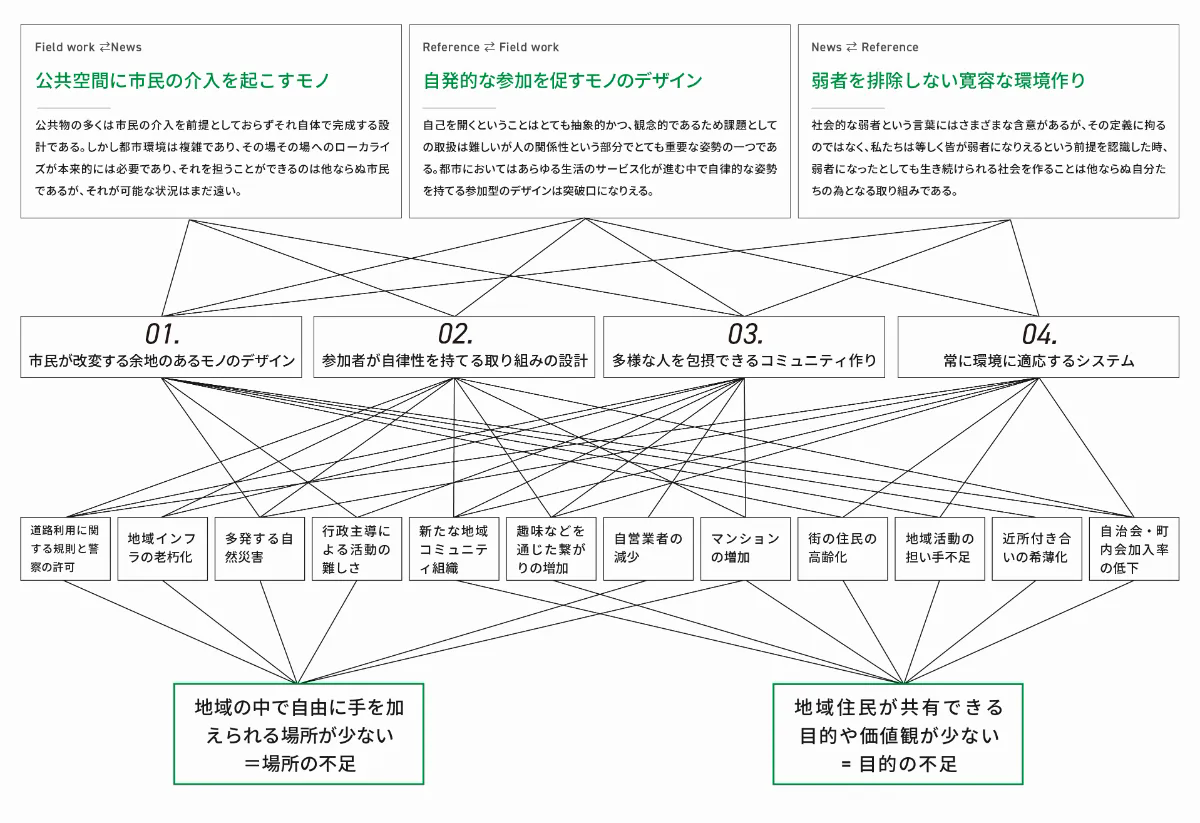 Field work ⇄News
公共空間に市民の介入を起こすモノ
公共物の多くは市民の介入を前提としておらずそれ自体で完成する設
計である。しかし都市環境は複雑であり、その場その場へのローカライ
ズが本来的には必要であり、それを担うことができるのは他ならぬ市民
であるが、それが可能な状況はまだ遠い。
Reference ⇄ Field work
自発的な参加を促すモノのデザイン
自己を開くということはとても抽象的かつ、観念的であるため課題として
の取扱は難しいが人の関係性という部分でとても重要な姿勢の一つであ
る。都市においてはあらゆる生活のサービス化が進む中で自律的な姿勢
を持てる参加型のデザインは突破口になりえる。
News ⇄ Reference
弱者を排除しない寛容な環境作り
社会的な弱者という言葉にはさまざまな含意があるが、その定義に拘る
のではなく、私たちは等しく皆が弱者になりえるという前提を認識した時、
弱者になったとしても生き続けられる社会を作ることは他ならぬ自分た
ちの為となる取り組みである。
01.
市民が改変する余地のあるモノのデザイン
02.
参加者が自律性を持てる取り組みの設計
03.
多様な人を包摂できるコミュニティ作り
04.
常に環境に適応するシステム
道路利用に関
する規則と警
察の許可
地域インフ
ラの老朽化
多発する自
然災害
行政主導に
よる活動の
難しさ
新たな地域
コミュニテ
ィ組織
趣味などを
通じた繋が
りの増加
自営業者の
減少
マンション
の増加
街の住民の
高齢化
地域活動の
担い手不足
近所付き合
いの希薄化
自治会・町
内会加入率
の低下
地域の中で自由に手を加
えられる場所が少ない
＝場所の不足
地域住民が共有できる
目的や価値観が少ない
= 目的の不足